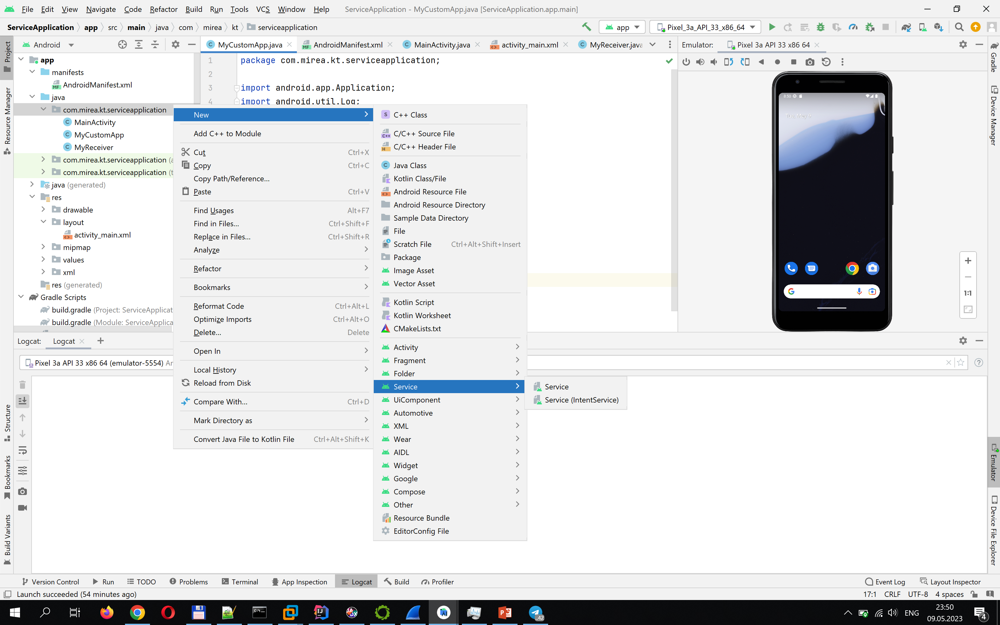 File Edit View Navigate Code Refactor Build Run Tools VCS Window Help ServiceApplication - MyCustomApp.java [ServiceApplication.app.main]
ServiceApplication app src main java com mirea kt serviceapplication app Pixel_3a_API_33_x86_64
Android MyCustomApp.java AndroidManifest.xml MainActivity.java activity_main.xml MyReceiver.java Emulator: Pixel 3a API 33 x86 64
Project
Resource Manager
Structure
Bookmarks
Build Variants
app
manifests
AndroidManifest.xml
java
com.mirea.kt.serviceapplication
MainActivity
MyCustomApp
MyReceiver
com.mirea.kt.serviceapplication (a
com.mirea.kt.serviceapplication (t
java (generated)
res
drawable
layout
activity_main.xml
mipmap
values
xml
res (generated)
Gradle Scripts
build.gradle (Project: ServiceApplicat
build.gradle (Module: ServiceApplica
1 package com.mirea.kt.serviceapplication;
2
3 import android.app.Application;
4 import android.util.Log;
New
Add C++ to Module
Cut Ctrl+X
Copy Ctrl+C
Copy Path/Reference...
Paste Ctrl+V
Find Usages Alt+F7
Find in Files... Ctrl+Shift+F
Replace in Files... Ctrl+Shift+R
Analyze
Refactor
Bookmarks
Reformat Code Ctrl+Alt+L
Optimize Imports Ctrl+Alt+O
Delete... Delete
Open In
Local History
Reload from Disk
Compare With... Ctrl+D
Mark Directory as
Convert Java File to Kotlin File Ctrl+Alt+Shift+K
C++ Class
C/C++ Source File
C/C++ Header File
Java Class
Kotlin Class/File
Android Resource File
Android Resource Directory
Sample Data Directory
File
Scratch File Ctrl+Alt+Shift+Insert
Package
Image Asset
Vector Asset
Kotlin Script
Kotlin Worksheet
CMakeLists.txt
Activity
Fragment
Folder
Service
UiComponent
Automotive
XML
Wear
AIDL
Widget
Google
Compose
Other
Resource Bundle
EditorConfig File
Service
Service (IntentService)
8:50
Tue, May 9
1:1
Gradle
Device Manager
Emulator
Device File Explorer
Logcat: Logcat
Pixel 3a API 33 x86 64 (emulator-5554) An
Version Control Run TODO Problems Terminal App Inspection Logcat Build Profiler Event Log Layout Inspector
Launch succeeded (54 minutes ago) 17:1 CRLF UTF-8 4 spaces
..42 ENG 23:50
09.05.2023 4